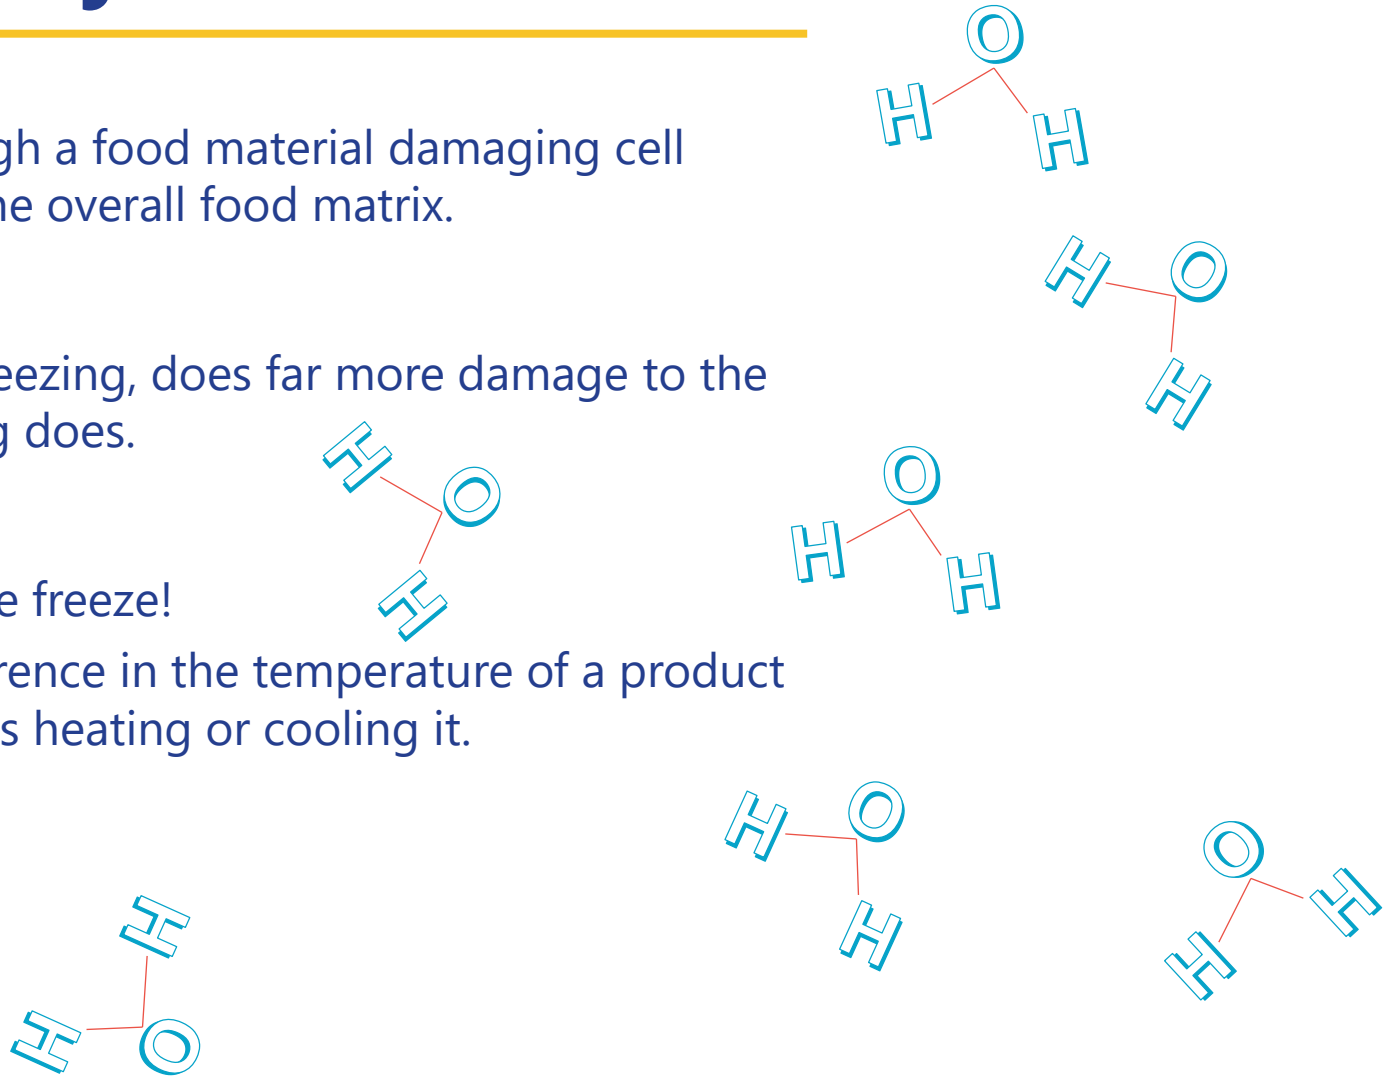 gh a food material damaging cell
ne overall food matrix.
eezing, does far more damage to the
g does.
e freeze!
rence in the temperature of a product
s heating or cooling it.
O
H
H
H
O
H
H
O
H
O
H
H
H
O
H
O
H
H
H
H
O